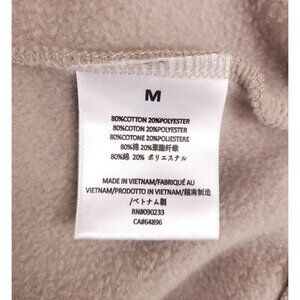 M
80%COTTON 20%POLYESTER
80%COTTON 20%POLYESTER
80%COTONE 20%POLIESTERE
80%棉 20%聚酯纤维
80%綿 20% ポリエステル
MADE IN VIETNAM/FABRIQUÉ AU
VIETNAM/PRODOTTO IN VIETNAM/越南制造
/ベトナム製
RN#090233
CA#64896